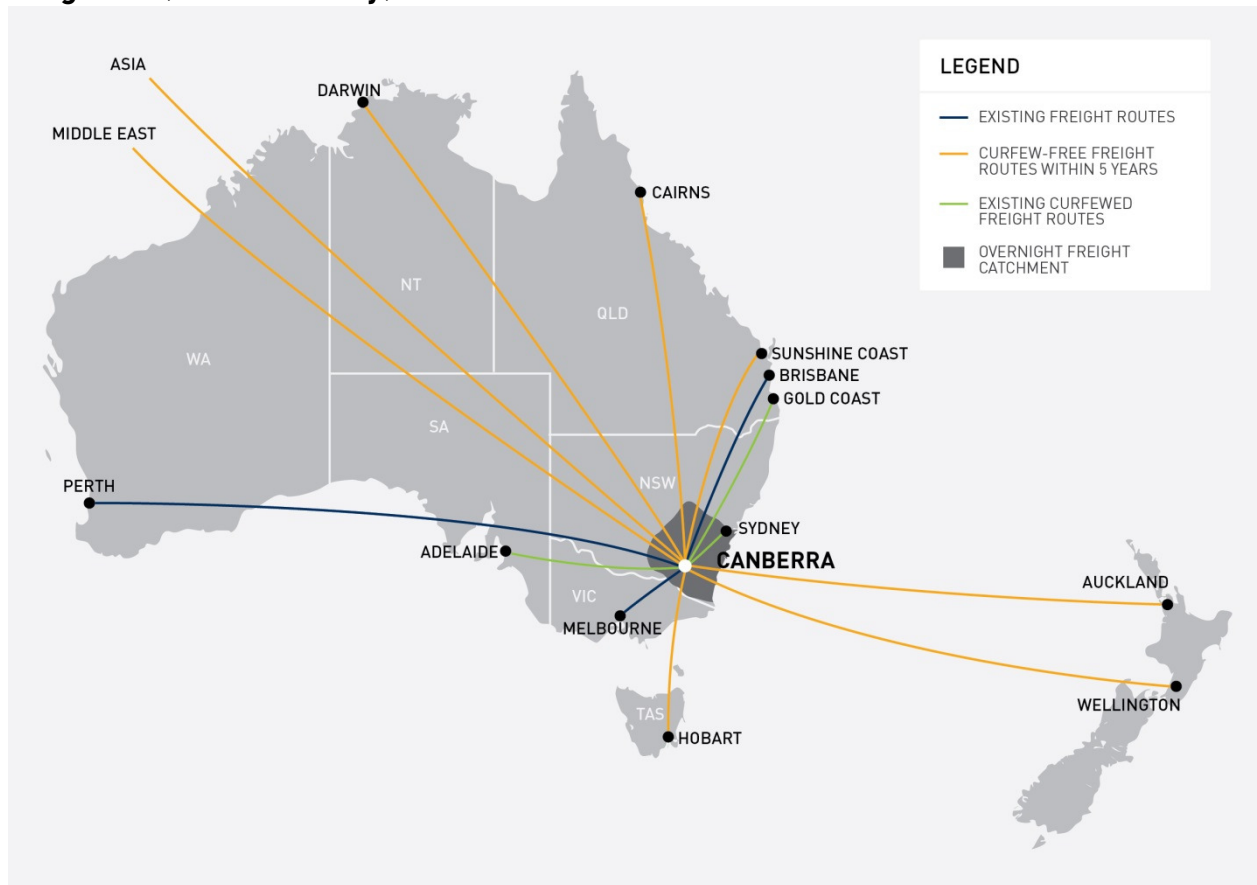 ASIA
DARWIN
MIDDLE EAST
CAIRNS
NT
QLD
WA
SUNSHINE COAST
BRISBANE
GOLD COAST
SA
NSW
PERTH
SYDNEY
ADELAIDE
CANBERRA
AUCKLAND
VIC
MELBOURNE
WELLINGTON
TAS
HOBART
LEGEND
EXISTING FREIGHT ROUTES
CURFEW-FREE FREIGHT
ROUTES WITHIN 5 YEARS
EXISTING CURFEWED
FREIGHT ROUTES
OVERNIGHT FREIGHT
CATCHMENT